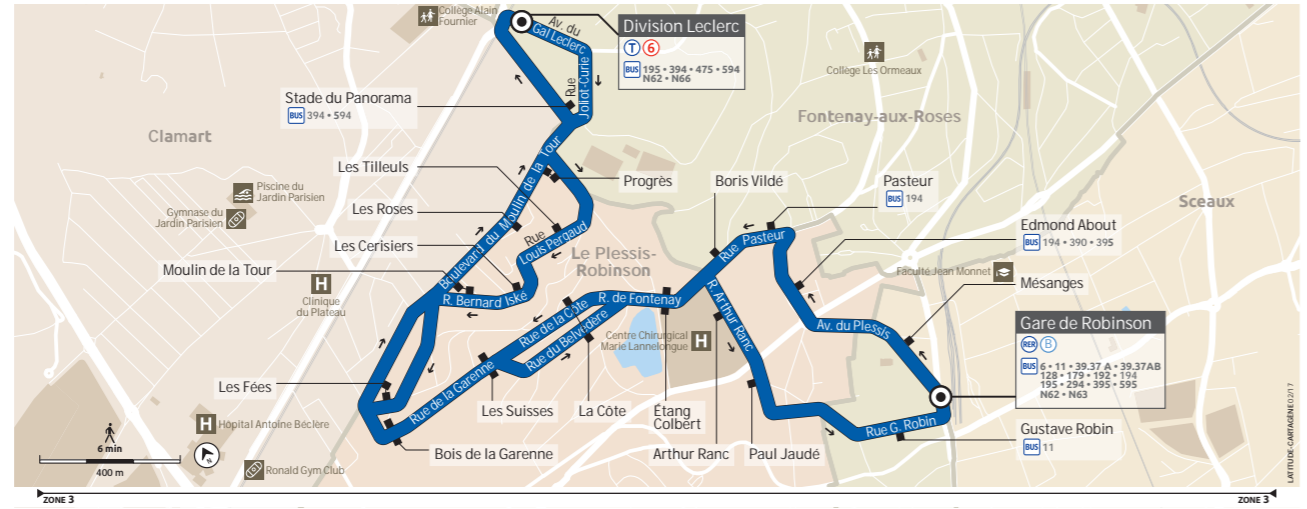 Collège Alain
Fournier
Av. du
Gal Leclerc
Division Leclerc
T 6
BUS 195 • 394 • 475 • 594
N62 • N66
Collège Les Ormeaux
Rue
Joliot-Curie
Stade du Panorama
BUS 394 • 594
Clamart
Fontenay-aux-Roses
Les Tilleuls
Progrès
Boris Vildé
Pasteur
BUS 194
Piscine du
Jardin Parisien
Gymnase du
Jardin Parisien
Sceaux
Les Roses
Boulevard du Moulin de la Tour
Rue
Louis Pergaud
Edmond About
BUS 194 • 390 • 395
Rue Pasteur
Les Cerisiers
Le Plessis-
Robinson
Moulin de la Tour
Faculté Jean Monnet
Mésanges
H
Clinique
du Plateau
R. Bernard Iské
R. de Fontenay
R. Arthur Ranc
Av. du Plessis
Gare de Robinson
RER B
BUS 6 • 11 • 39.37 A • 39.37AB
128 • 179 • 192 • 194
195 • 294 • 395 • 595
N62 • N63
Rue de la Côte
Rue du Belvédère
Centre Chirurgical
Marie Lannelongue
H
Rue de la Garenne
Les Fées
Les Suisses
La Côte
Étang
Colbert
Rue G. Robin
Gustave Robin
BUS 11
H
Hôpital Antoine Béclère
6 min
400 m
N
Bois de la Garenne
Arthur Ranc
Paul Jaudé
Ronald Gym Club
LATITUDE-CARTAGÈNE 02/17
ZONE 3
ZONE 3